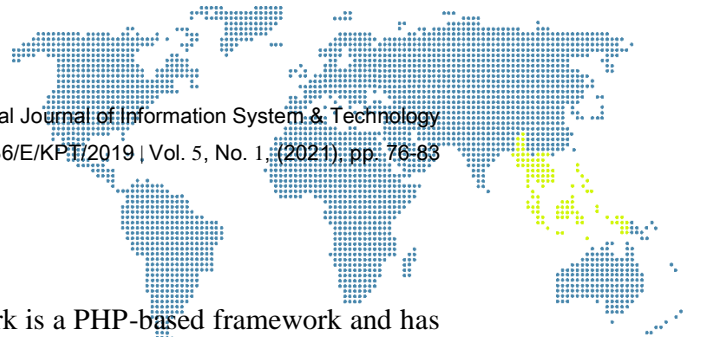 al Journal of Information System & Technology
6/E/KPT/2019 | Vol. 5, No. 1, (2021), pp. 76-83
rk is a PHP-based framework and has